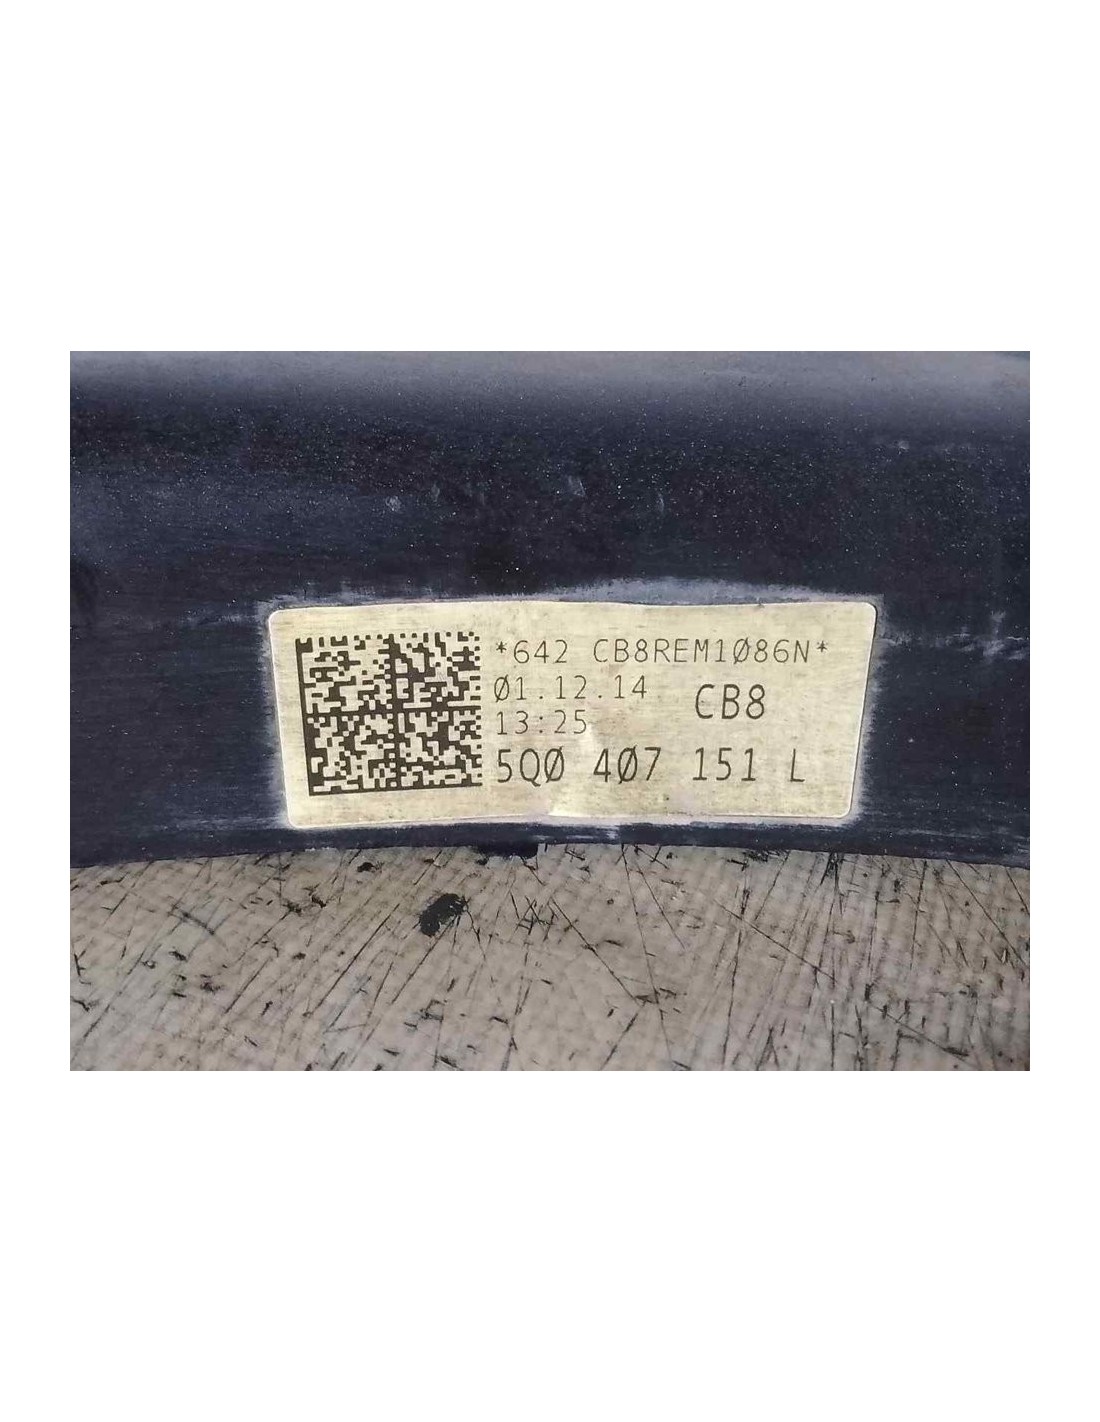 *642 CB8REM1Ø86N*
Ø1.12.14
CB8
13:25
5QØ 4Ø7 151 L